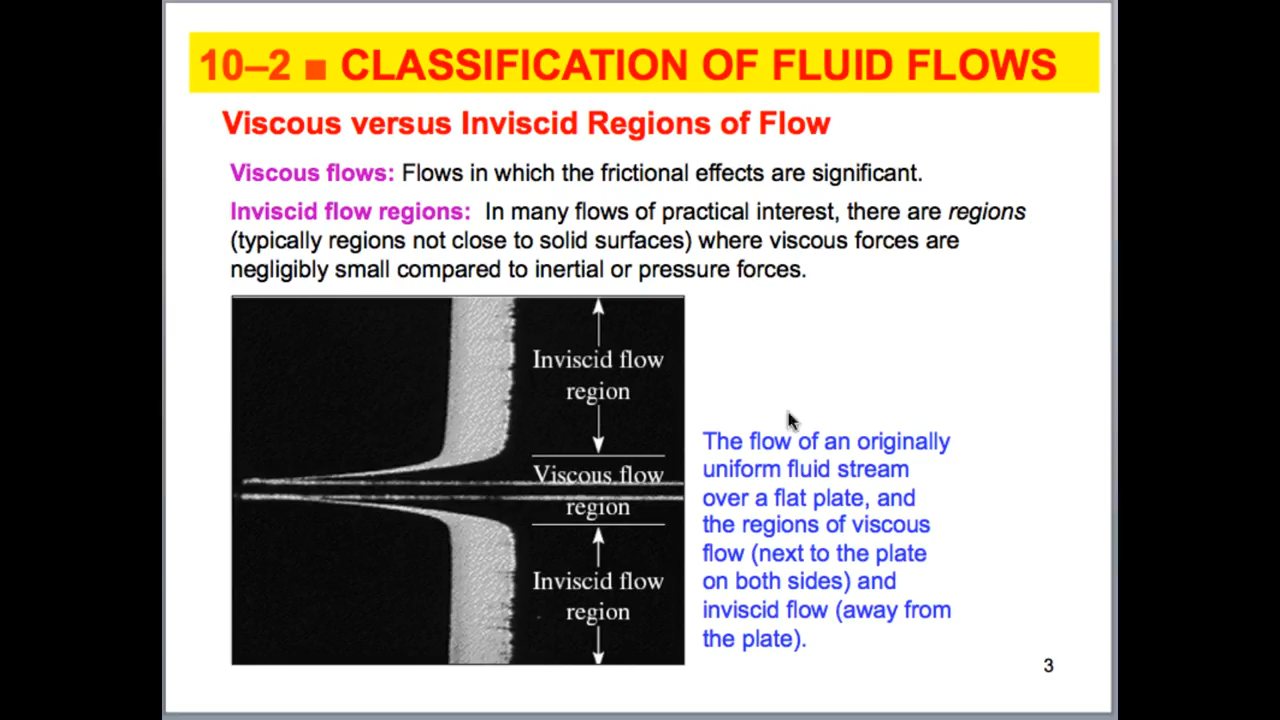 10–2 ■ CLASSIFICATION OF FLUID FLOWS
Viscous versus Inviscid Regions of Flow
Viscous flows: Flows in which the frictional effects are significant.
Inviscid flow regions: In many flows of practical interest, there are regions
(typically regions not close to solid surfaces) where viscous forces are
negligibly small compared to inertial or pressure forces.
Inviscid flow
region
Viscous flow
region
Inviscid flow
region
The flow of an originally
uniform fluid stream
over a flat plate, and
the regions of viscous
flow (next to the plate
on both sides) and
inviscid flow (away from
the plate).
3